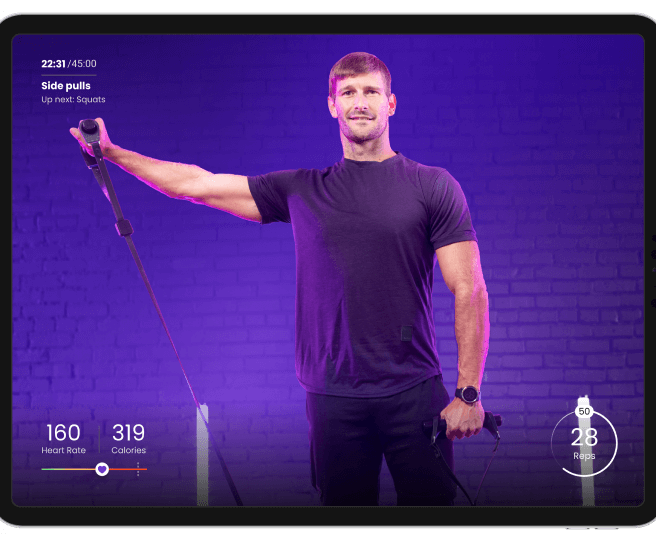 22:31/45:00
Side pulls
Up next: Squats
160 319
Heart Rate Calories
50
28
Reps